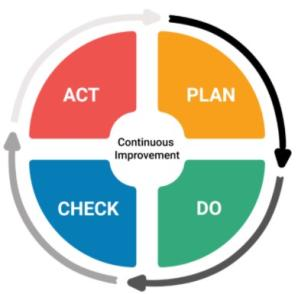 ACT
PLAN
Continuous
Improvement
CHECK
DO